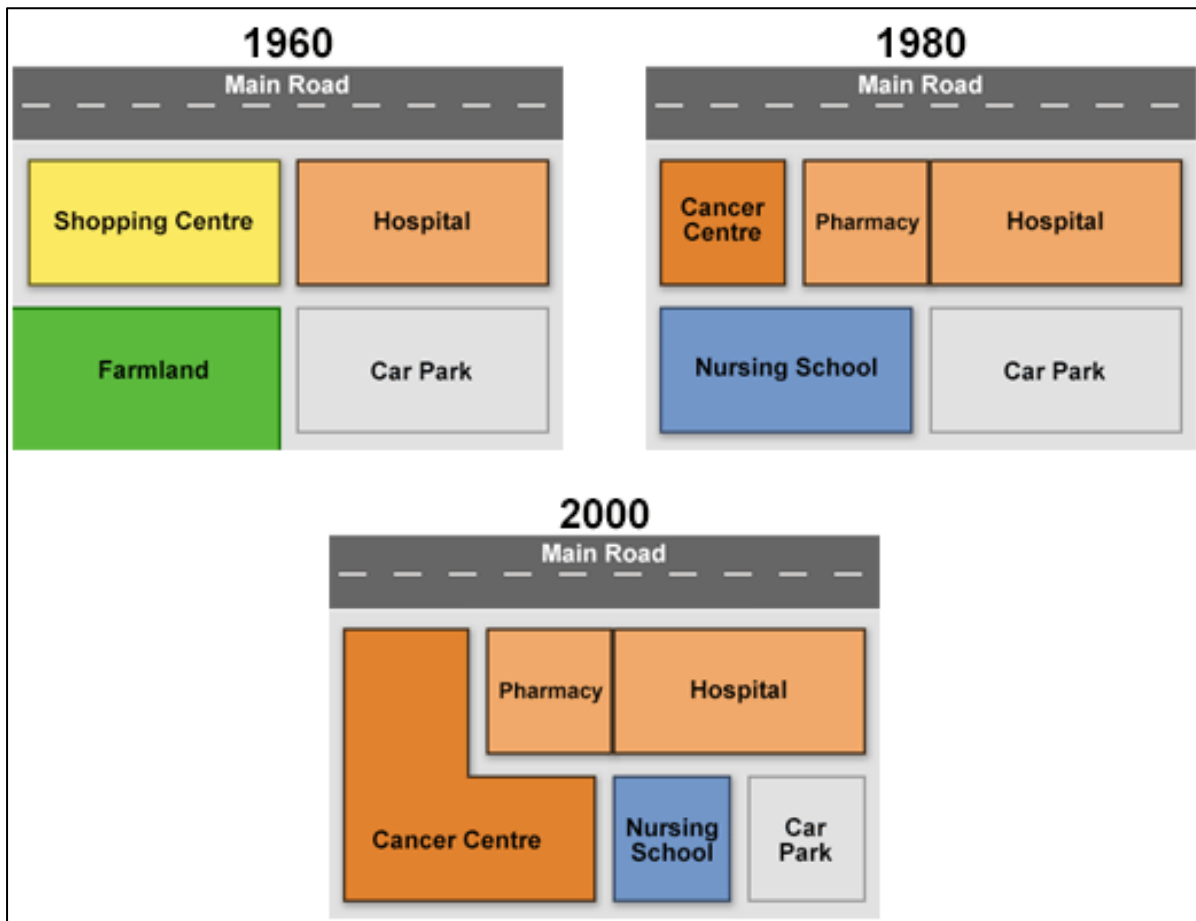 1960
Main Road
Shopping Centre
Hospital
Farmland
Car Park
1980
Main Road
Cancer
Centre
Pharmacy
Hospital
Nursing School
Car Park
2000
Main Road
Pharmacy
Hospital
Cancer Centre
Nursing
School
Car
Park